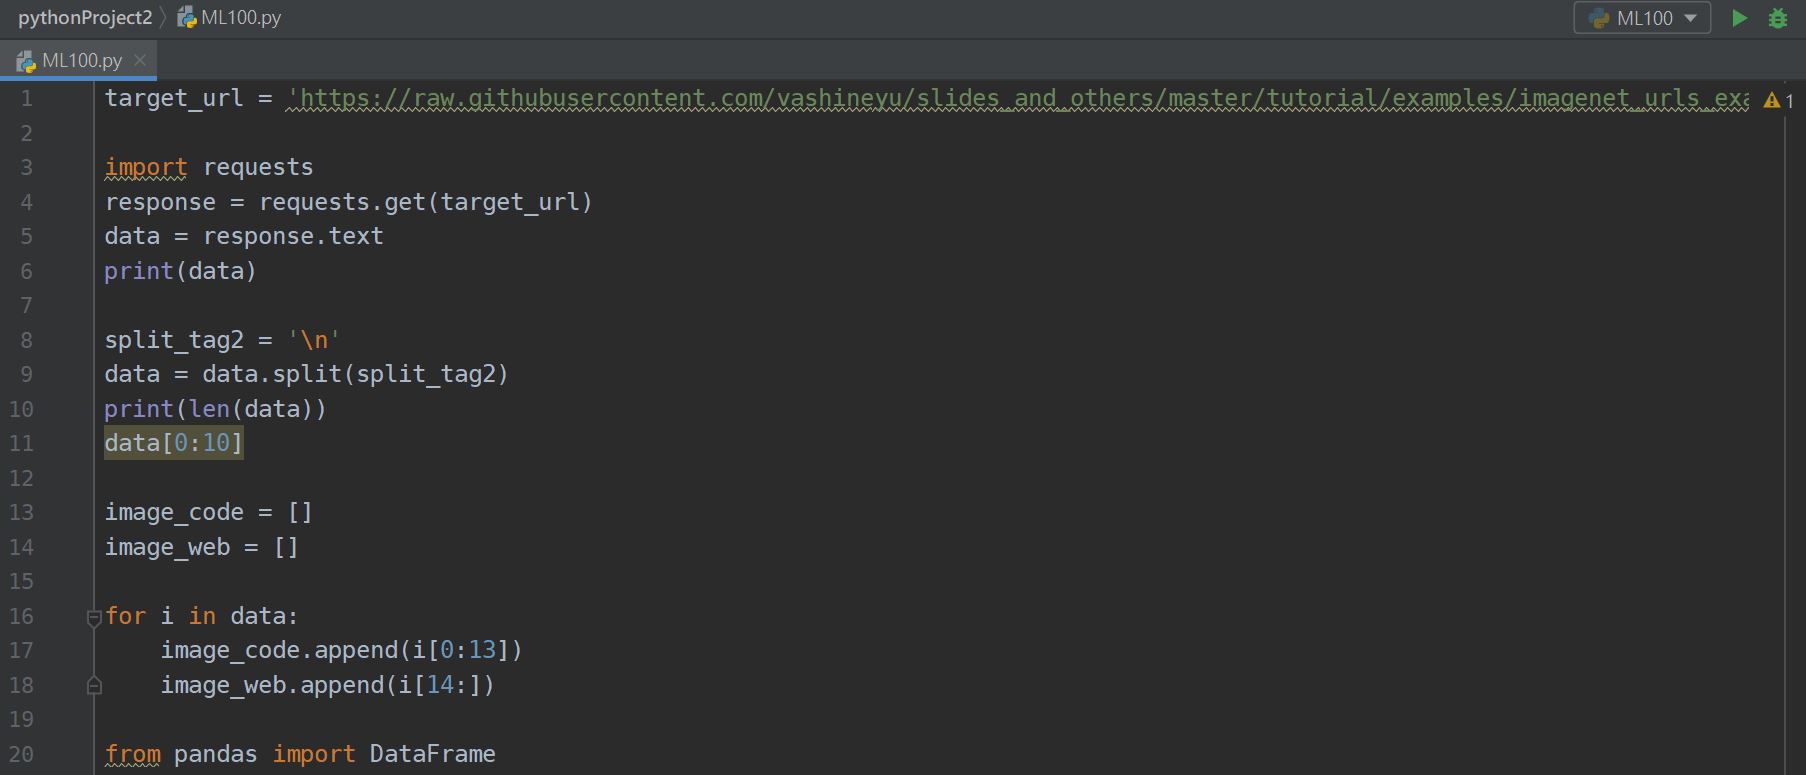 pythonProject2 ML100.py ML100
ML100.py
1 target_url = 'https://raw.githubusercontent.com/vashineyu/slides_and_others/master/tutorial/examples/imagenet_urls_exa 1
2
3 import requests
4 response = requests.get(target_url)
5 data = response.text
6 print(data)
7
8 split_tag2 = '\n'
9 data = data.split(split_tag2)
10 print(len(data))
11 data[0:10]
12
13 image_code = []
14 image_web = []
15
16 for i in data:
17     image_code.append(i[0:13])
18     image_web.append(i[14:])
19
20 from pandas import DataFrame